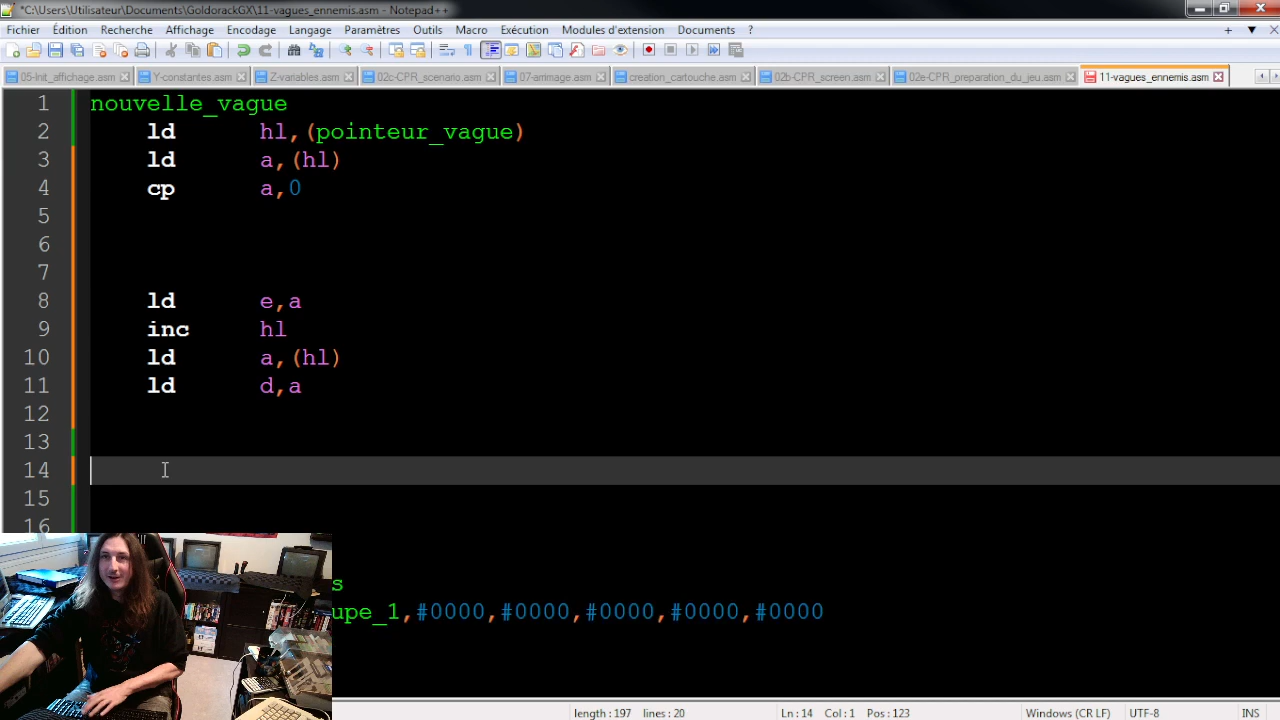 *C:\Users\Utilisateur\Documents\GoldorackGX\11-vagues_ennemis.asm - Notepad++
Fichier Édition Recherche Affichage Encodage Langage Paramètres Outils Macro Exécution Modules d'extension Documents ?
05-Init_affichage.asm Y-constantes.asm Z-variables.asm 02c-CPR_scenario.asm 07-arrimage.asm creation_cartouche.asm 02b-CPR_screen.asm 02e-CPR_preparation_du_jeu.asm 11-vagues_ennemis.asm
1 nouvelle_vague
2 ld hl,(pointeur_vague)
3 ld a,(hl)
4 cp a,0
5
6
7
8 ld e,a
9 inc hl
10 ld a,(hl)
11 ld d,a
12
13
14
15
16
s
upe_1,#0000,#0000,#0000,#0000,#0000
length : 197 lines : 20 Ln : 14 Col : 1 Pos : 123 Windows (CR LF) UTF-8 INS